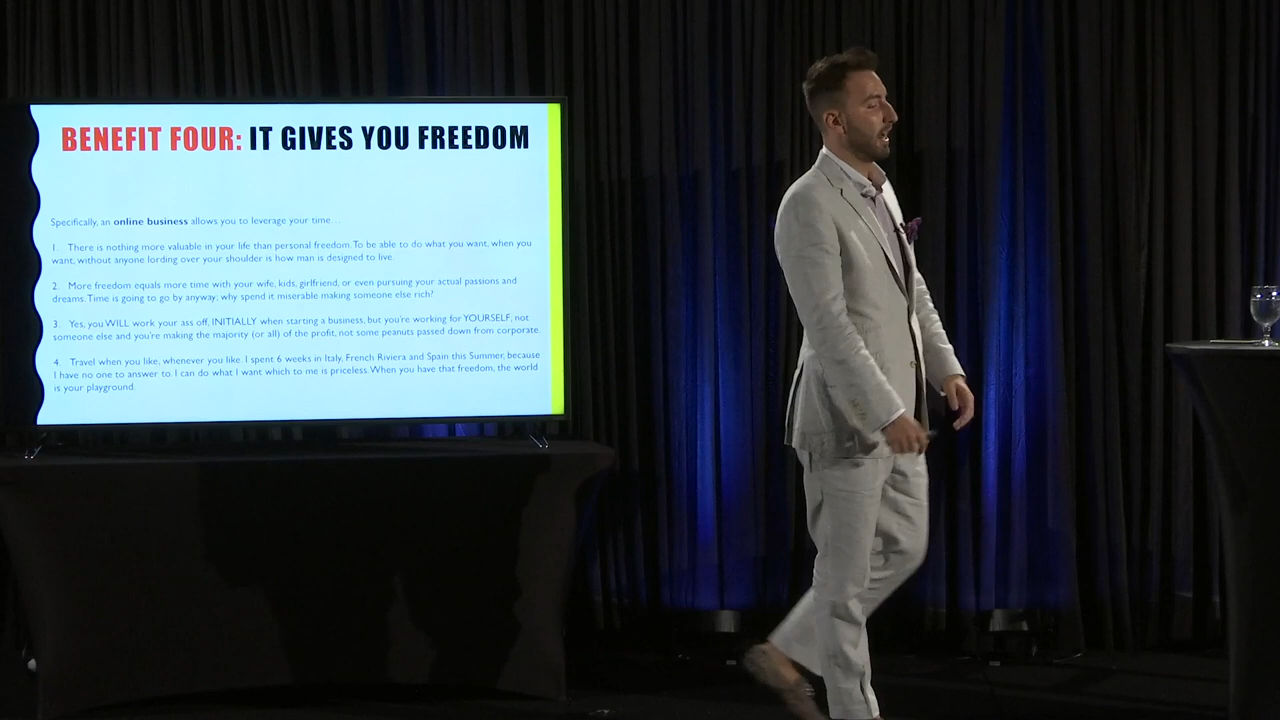 BENEFIT FOUR: IT GIVES YOU FREEDOM
Specifically, an online business allows you to leverage your time...
1. There is nothing more valuable in your life than personal freedom. To be able to do what you want, when you
want, without anyone lording over your shoulder is how man is designed to live.
2. More freedom equals more time with your wife, kids, girlfriend, or even pursuing your actual passions and
dreams. Time is going to go by anyway, why spend it miserable making someone else rich?
3. Yes, you WILL work your ass off, INITIALLY when starting a business, but you're working for YOURSELF, not
someone else and you're making the majority (or all) of the profit, not some peanuts passed down from corporate.
4. Travel when you like, whenever you like. I spent 6 weeks in Italy, French Riviera and Spain this Summer, because
I have no one to answer to. I can do what I want which to me is priceless. When you have that freedom, the world
is your playground.